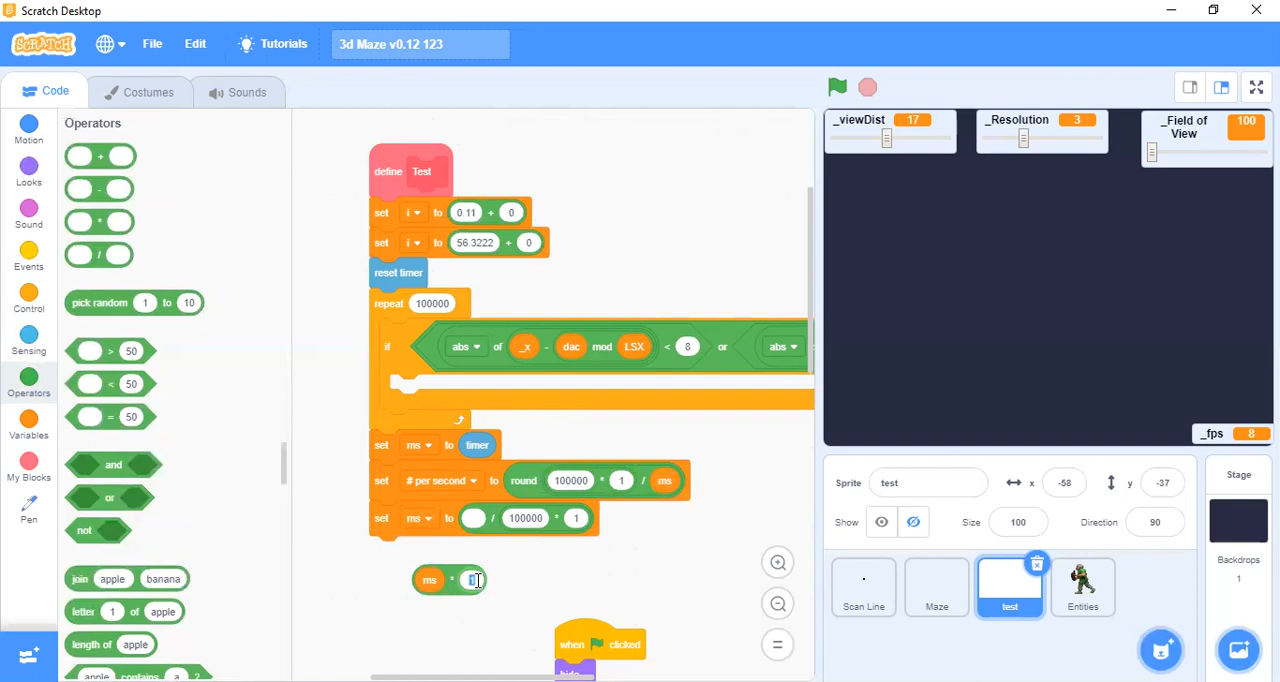 Scratch Desktop
SCRATCH File Edit Tutorials 3d Maze v0.12 123
Code Costumes Sounds
Motion
Looks
Sound
Events
Control
Sensing
Operators
Variables
My Blocks
Pen
Operators
+
-
*
/
pick random 1 to 10
> 50
< 50
= 50
and
or
not
join apple banana
letter 1 of apple
length of apple
apple contains a ?
define Test
set i to 0.11 + 0
set i to 56.3222 + 0
reset timer
repeat 100000
if abs of _x - dac mod LSX < 8 or abs
set ms to timer
set # per second to round 100000 * 1 / ms
set ms to / 100000 * 1
ms *
when clicked
hide
_viewDist 17
_Resolution 3
_Field of View 100
_fps 8
Sprite test x -58 y -37
Show Size 100 Direction 90
Scan Line Maze test Entities
Stage
Backdrops
1